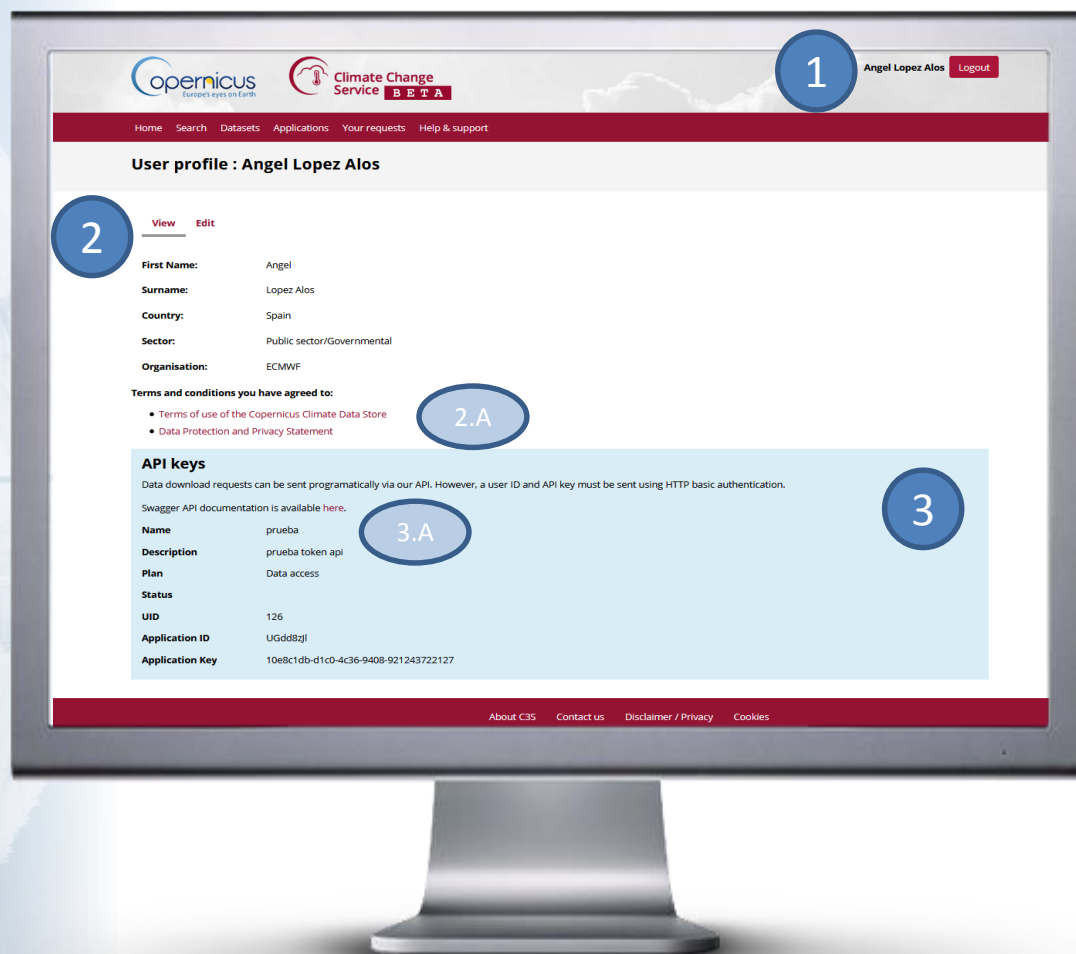 Copernicus
Europe's eyes on Earth
Climate Change
Service BETA
1
Angel Lopez Alos Logout
Home Search Datasets Applications Your requests Help & support
User profile : Angel Lopez Alos
2
View Edit
First Name: Angel
Surname: Lopez Alos
Country: Spain
Sector: Public sector/Governmental
Organisation: ECMWF
Terms and conditions you have agreed to:
• Terms of use of the Copernicus Climate Data Store
2.A
• Data Protection and Privacy Statement
API keys
Data download requests can be sent programatically via our API. However, a user ID and API key must be sent using HTTP basic authentication.
3
Swagger API documentation is available here.
Name prueba
3.A
Description prueba token api
Plan Data access
Status
UID 126
Application ID UGdd8zJl
Application Key 10e8c1db-d1c0-4c36-9408-921243722127
About C3S Contact us Disclaimer / Privacy Cookies